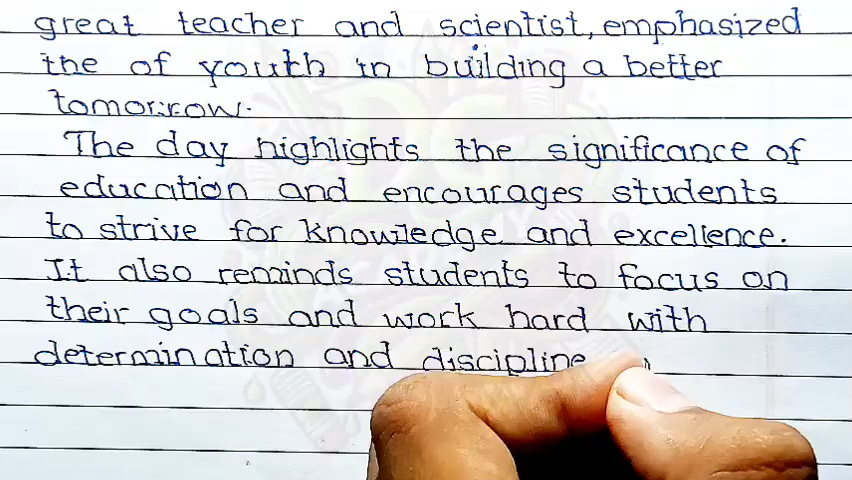 great teacher and scientist, emphasized
the of youth in building a better
tomorrow.
The day highlights the significance of
education and encourages students
to strive for knowledge and excellence.
It also reminds students to focus on
their goals and work hard with
determination and discipline